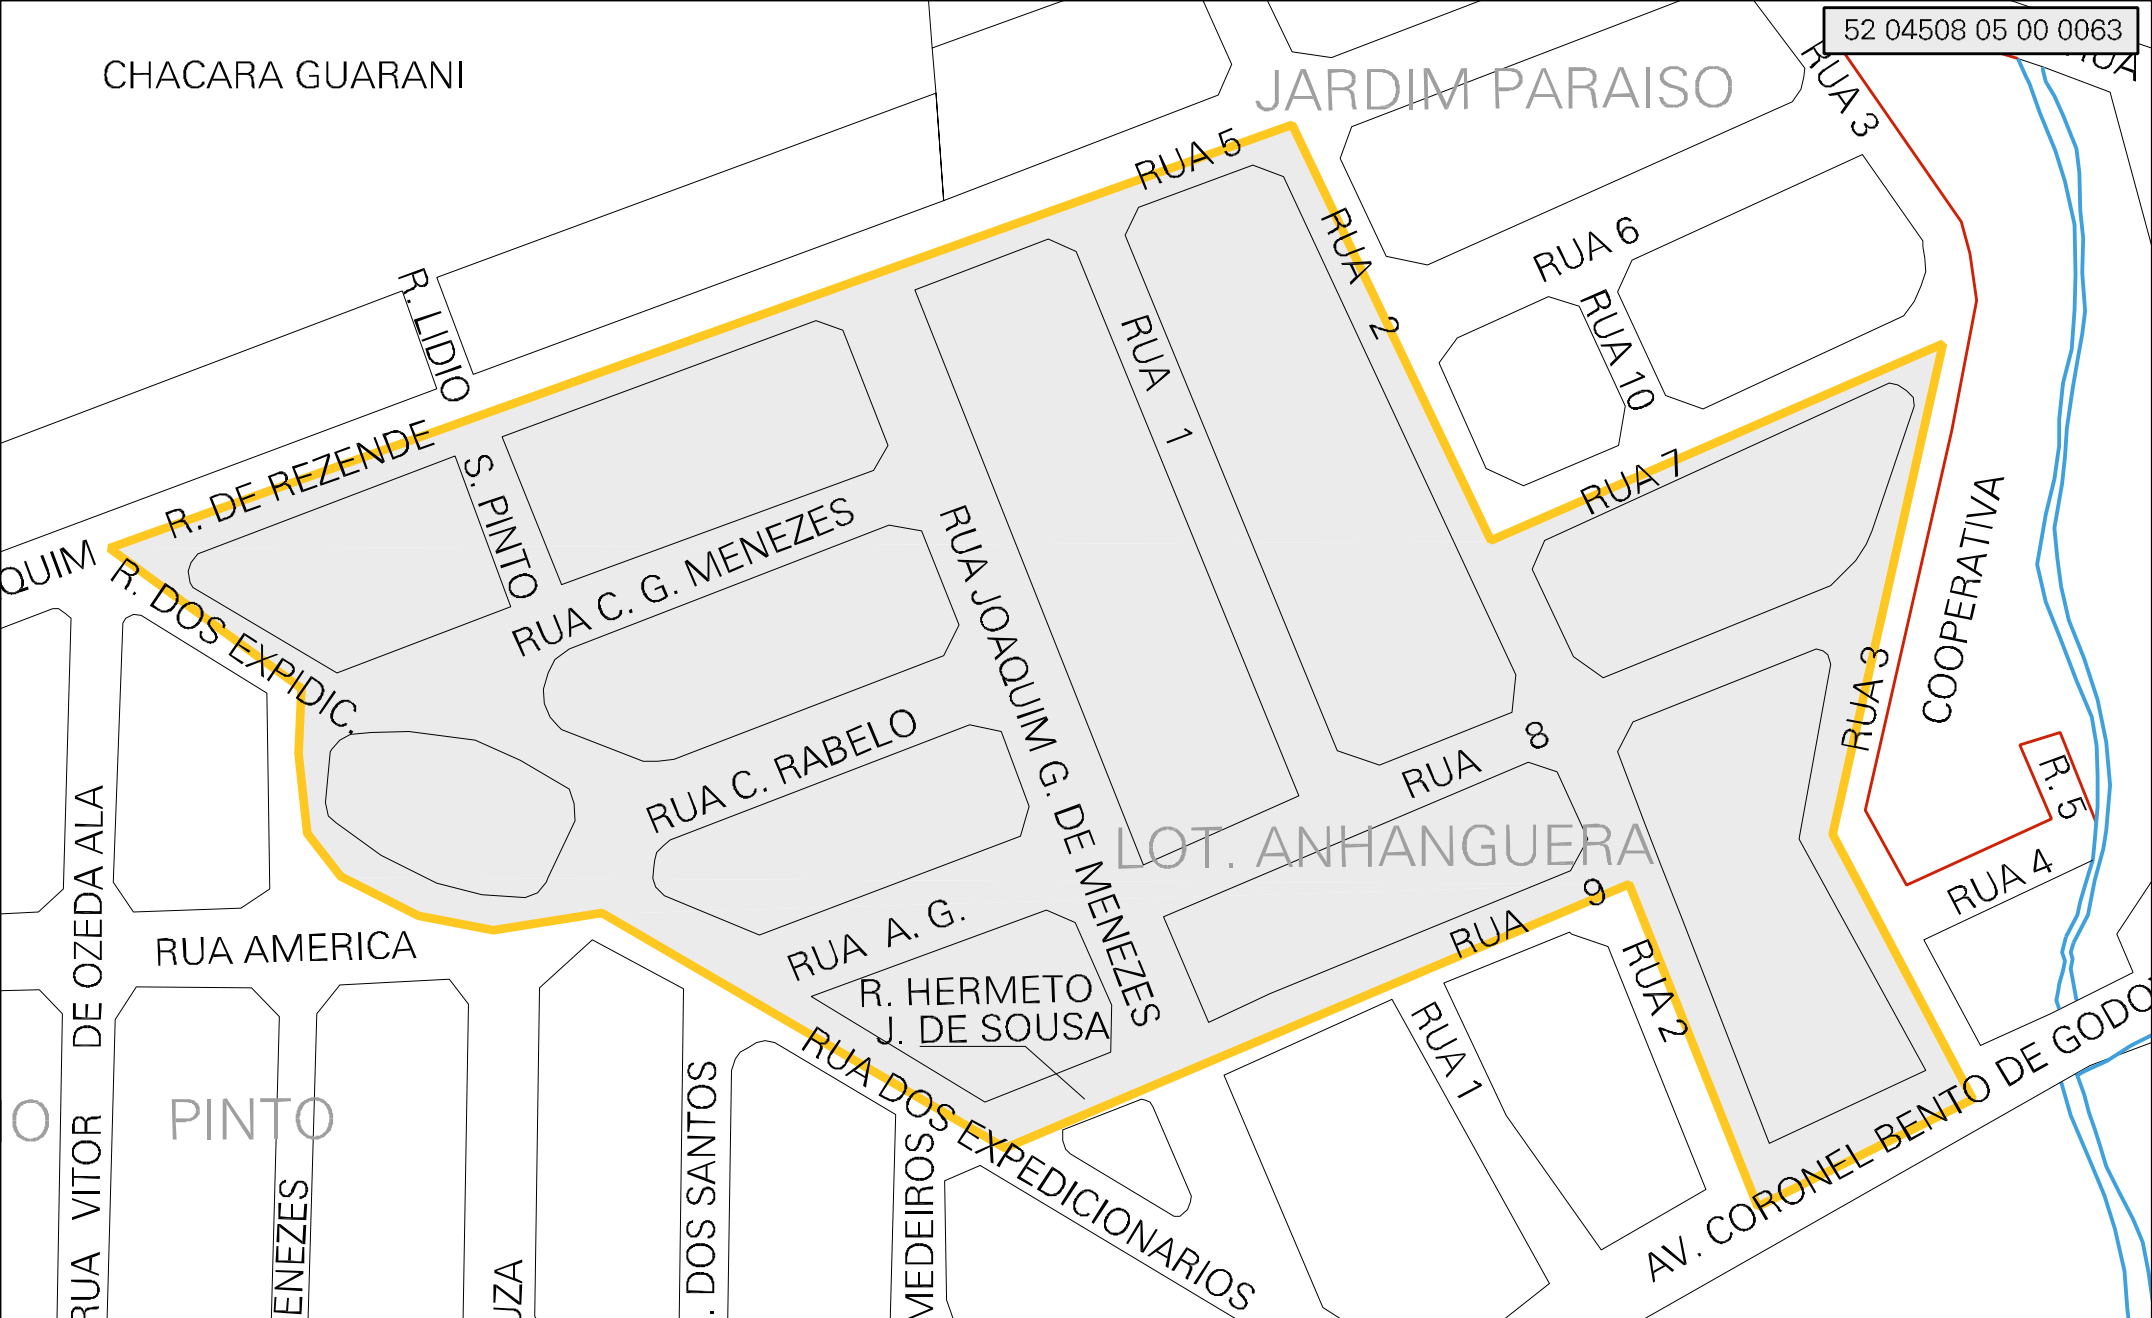 52 04508 05 00 0063
CHACARA GUARANI
JARDIM PARAISO
RUA 3
RUA 5
RUA 2
RUA 6
RUA 10
R. LIDIO
RUA 1
R. DE REZENDE
S. PINTO
RUA 7
COOPERATIVA
QUIM
R. DOS EXPIDIC.
RUA C. G. MENEZES
RUA JOAQUIM G. DE MENEZES
RUA 3
RUA C. RABELO
RUA 8
R. 5
LOT. ANHANGUERA
RUA 4
RUA 9
RUA A. G.
RUA AMERICA
R. HERMETO
J. DE SOUSA
RUA 2
RUA 1
RUA VITOR DE OZEDA ALA
O PINTO
RUA DOS EXPEDICIONARIOS
AV. CORONEL BENTO DE GODO
ENEZES
UZA
. DOS SANTOS
MEDEIROS